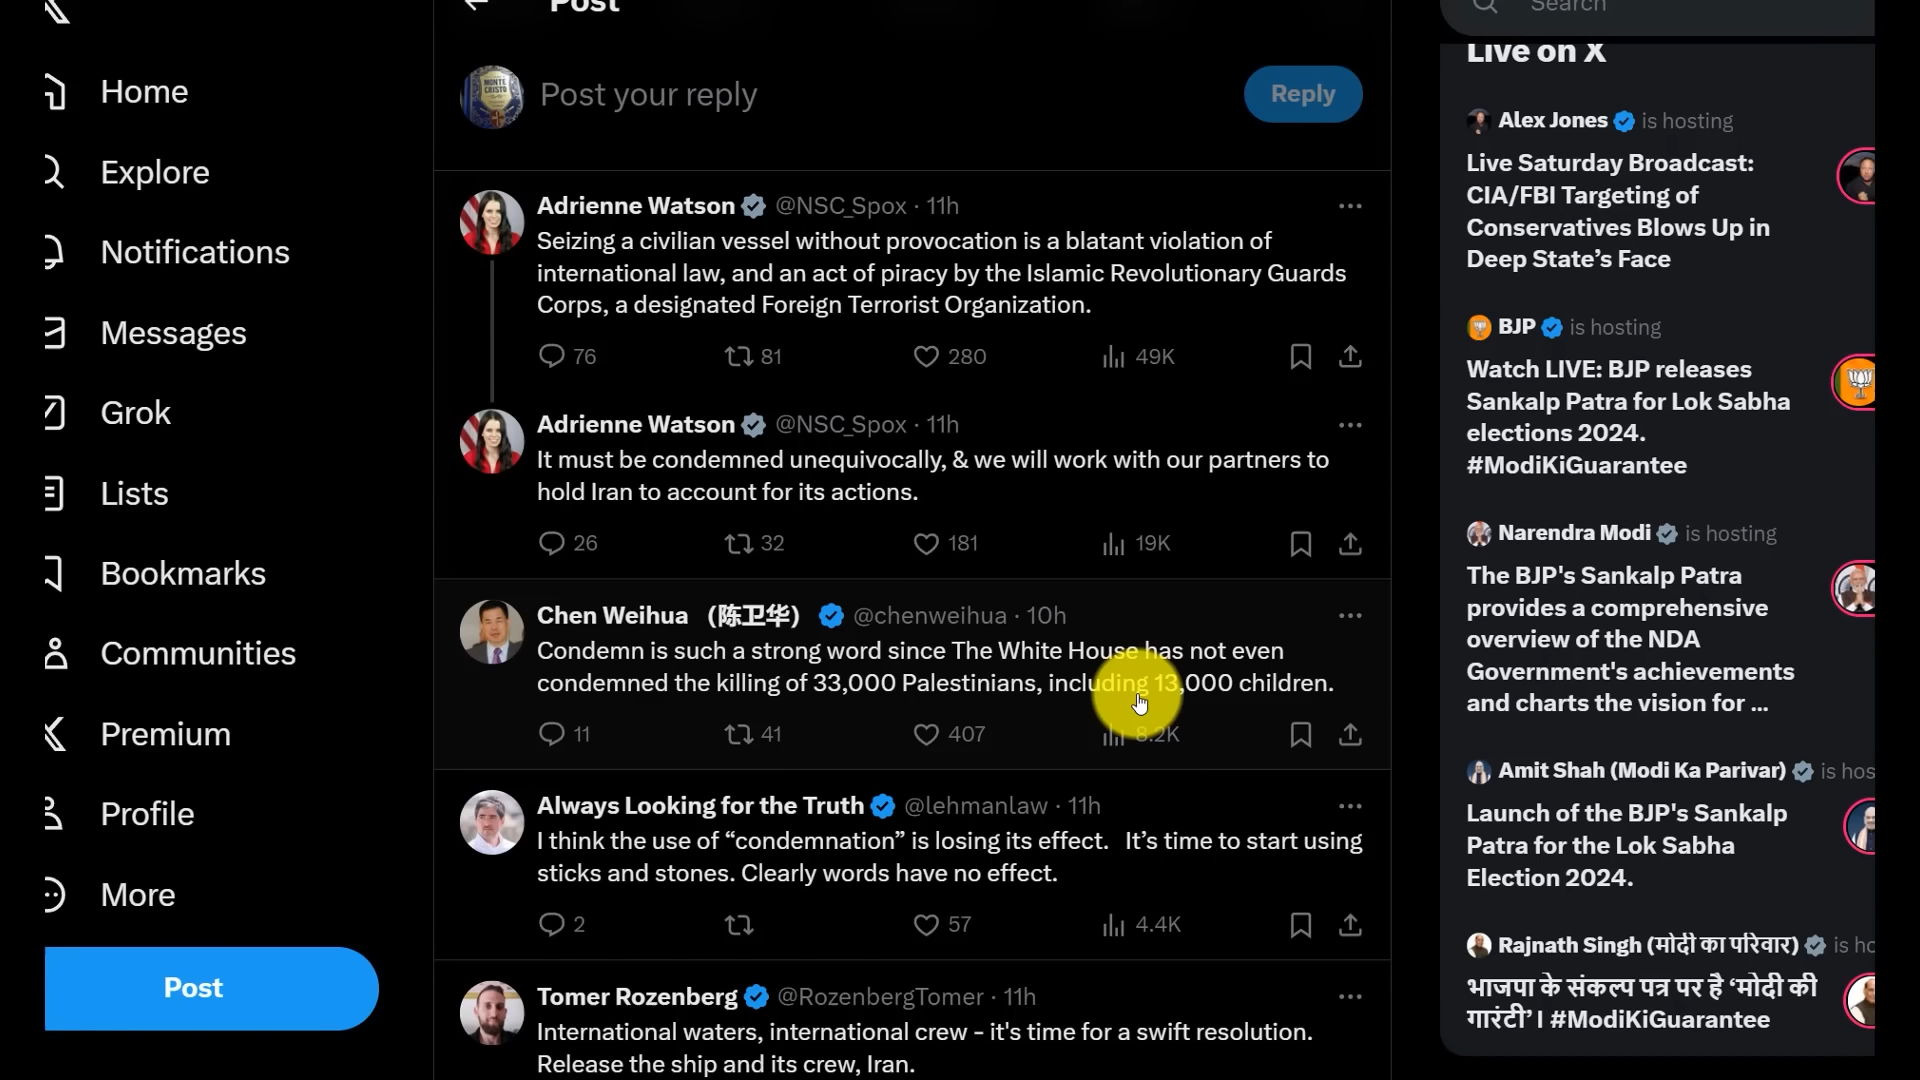 Post
Search
Home
Explore
Notifications
Messages
Grok
Lists
Bookmarks
Communities
Premium
Profile
More
Post
MONTE
CRISTO
Post your reply
Reply
Adrienne Watson @NSC_Spox · 11h
Seizing a civilian vessel without provocation is a blatant violation of
international law, and an act of piracy by the Islamic Revolutionary Guards
Corps, a designated Foreign Terrorist Organization.
76 81 280 49K
Adrienne Watson @NSC_Spox · 11h
It must be condemned unequivocally, & we will work with our partners to
hold Iran to account for its actions.
26 32 181 19K
Chen Weihua （陈卫华） @chenweihua · 10h
Condemn is such a strong word since The White House has not even
condemned the killing of 33,000 Palestinians, including 13,000 children.
11 41 407 8.2K
Always Looking for the Truth @lehmanlaw · 11h
I think the use of “condemnation” is losing its effect. It’s time to start using
sticks and stones. Clearly words have no effect.
2 57 4.4K
Tomer Rozenberg @RozenbergTomer · 11h
International waters, international crew - it's time for a swift resolution.
Release the ship and its crew, Iran.
Live on X
Alex Jones is hosting
Live Saturday Broadcast:
CIA/FBI Targeting of
Conservatives Blows Up in
Deep State’s Face
BJP is hosting
Watch LIVE: BJP releases
Sankalp Patra for Lok Sabha
elections 2024.
#ModiKiGuarantee
Narendra Modi is hosting
The BJP's Sankalp Patra
provides a comprehensive
overview of the NDA
Government's achievements
and charts the vision for ...
Amit Shah (Modi Ka Parivar) is hos
Launch of the BJP's Sankalp
Patra for the Lok Sabha
Election 2024.
Rajnath Singh (मोदी का परिवार) is ho
भाजपा के संकल्प पत्र पर है ‘मोदी की
गारंटी’। #ModiKiGuarantee